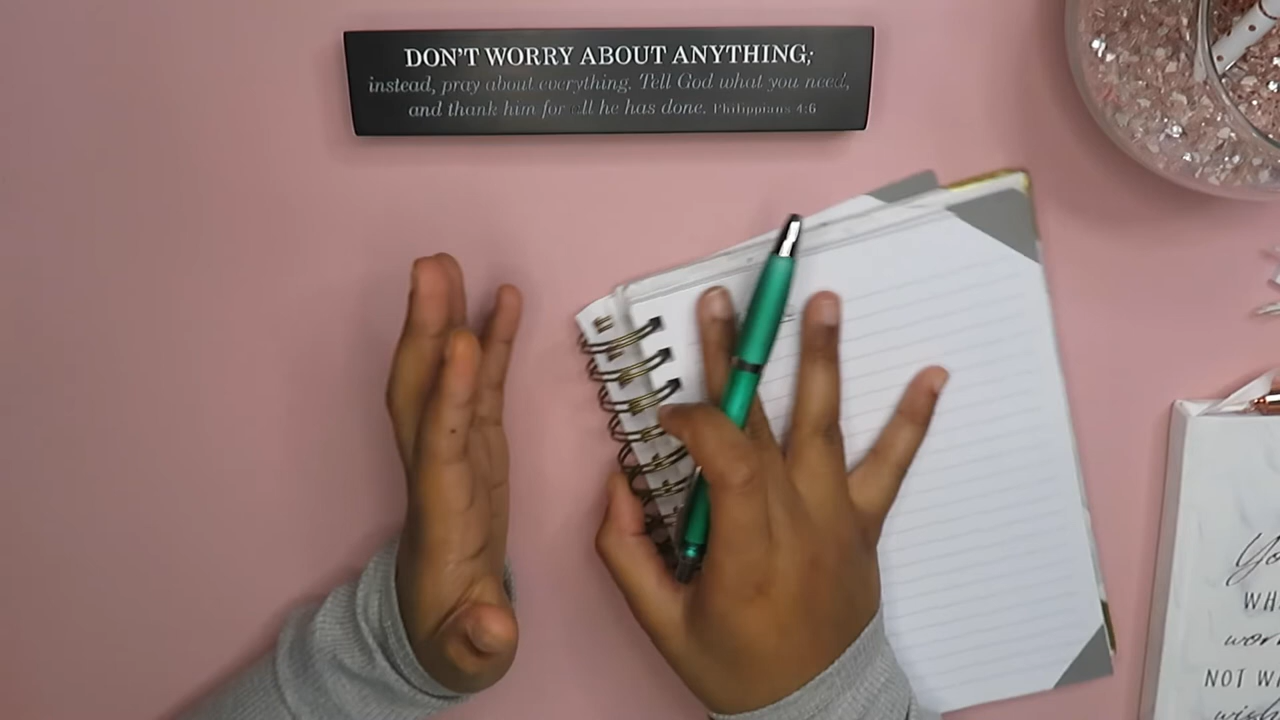 DON'T WORRY ABOUT ANYTHING;
instead, pray about everything. Tell God what you need,
and thank him for all he has done. Philippians 4:6
NOT